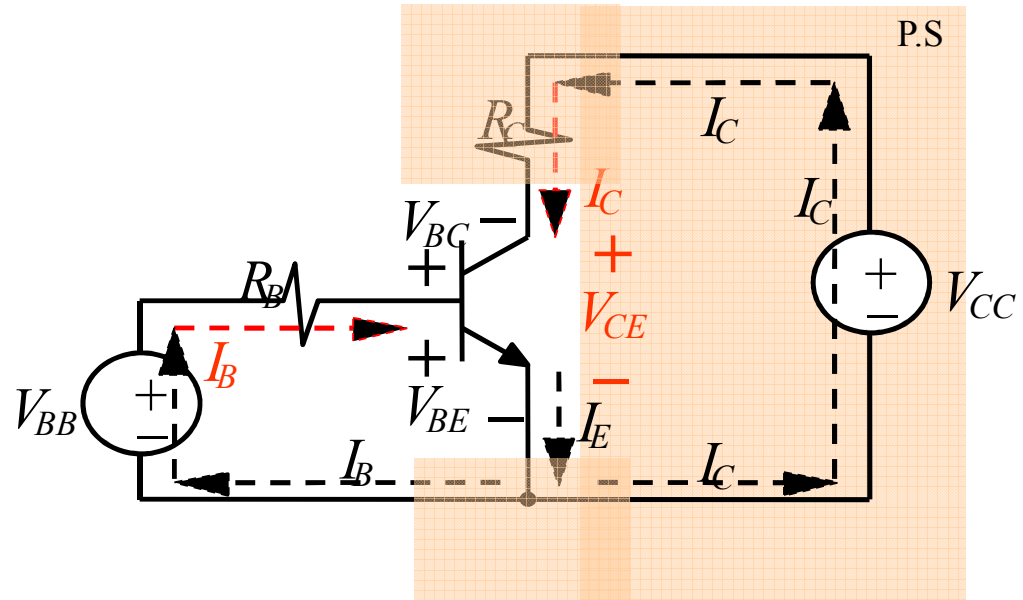 P.S
I_C
R_C
I_C
I_C
V_BC −
+
+
R_B
+
V_CE
V_CC
−
I_B
+
−
V_BB
+
−
+
V_BE −
I_E
I_B
I_C